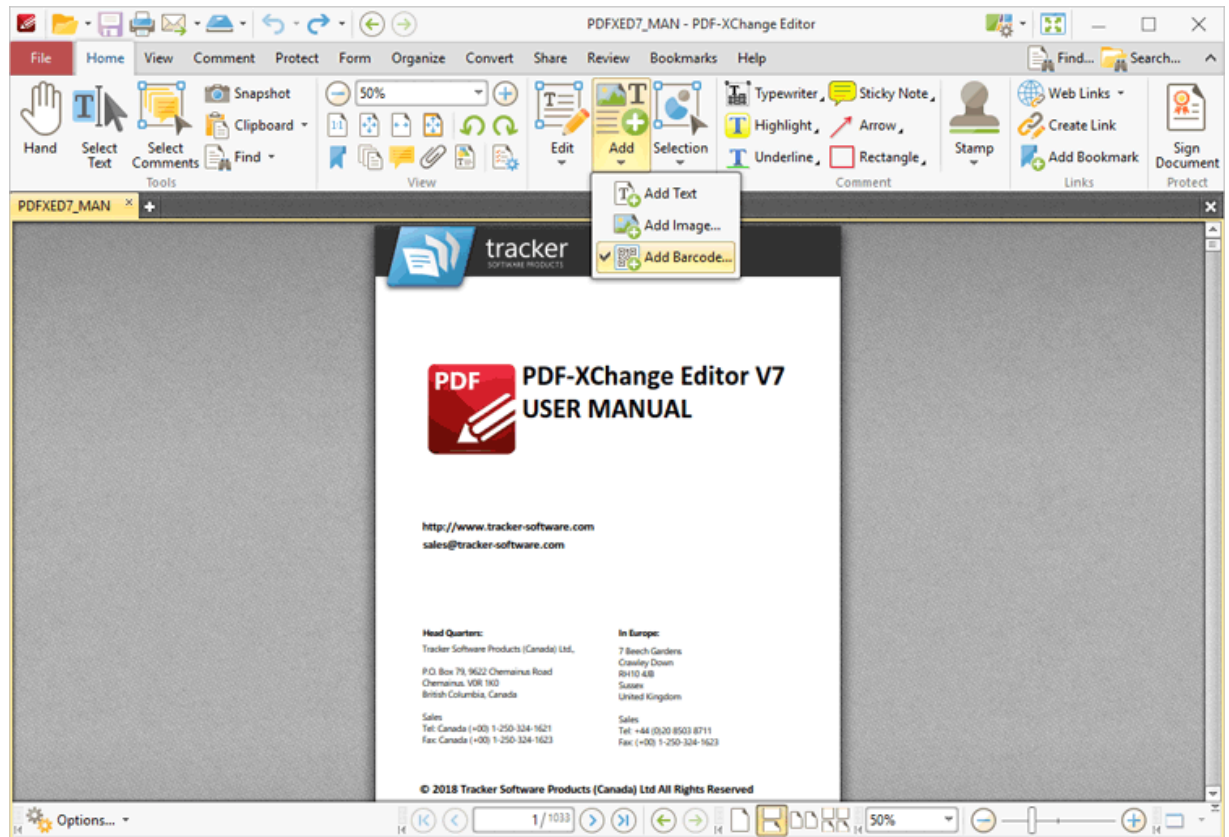 PDFXED7_MAN - PDF-XChange Editor
File Home View Comment Protect Form Organize Convert Share Review Bookmarks Help Find... Search...
Hand
Select Text
Select Comments
Snapshot
Clipboard
Find
Tools
50%
1:1
View
Edit
Add
Selection
Typewriter
Highlight
Underline
Sticky Note
Arrow
Rectangle
Stamp
Comment
Web Links
Create Link
Add Bookmark
Links
Sign Document
Protect
Add Text
Add Image...
Add Barcode...
PDFXED7_MAN
tracker
SOFTWARE PRODUCTS
PDF
PDF-XChange Editor V7
USER MANUAL
http://www.tracker-software.com
sales@tracker-software.com
Head Quarters:
Tracker Software Products (Canada) Ltd.,
P.O. Box 79, 9622 Chemainus Road
Chemainus. V0R 1K0
British Columbia, Canada
Sales
Tel: Canada (+00) 1-250-324-1621
Fax: Canada (+00) 1-250-324-1623
In Europe:
7 Beech Gardens
Crawley Down
RH10 4JB
Sussex
United Kingdom
Sales
Tel: +44 (0)20 8503 8711
Fax: (+00) 1-250-324-1623
© 2018 Tracker Software Products (Canada) Ltd All Rights Reserved
Options...
1/1033
50%